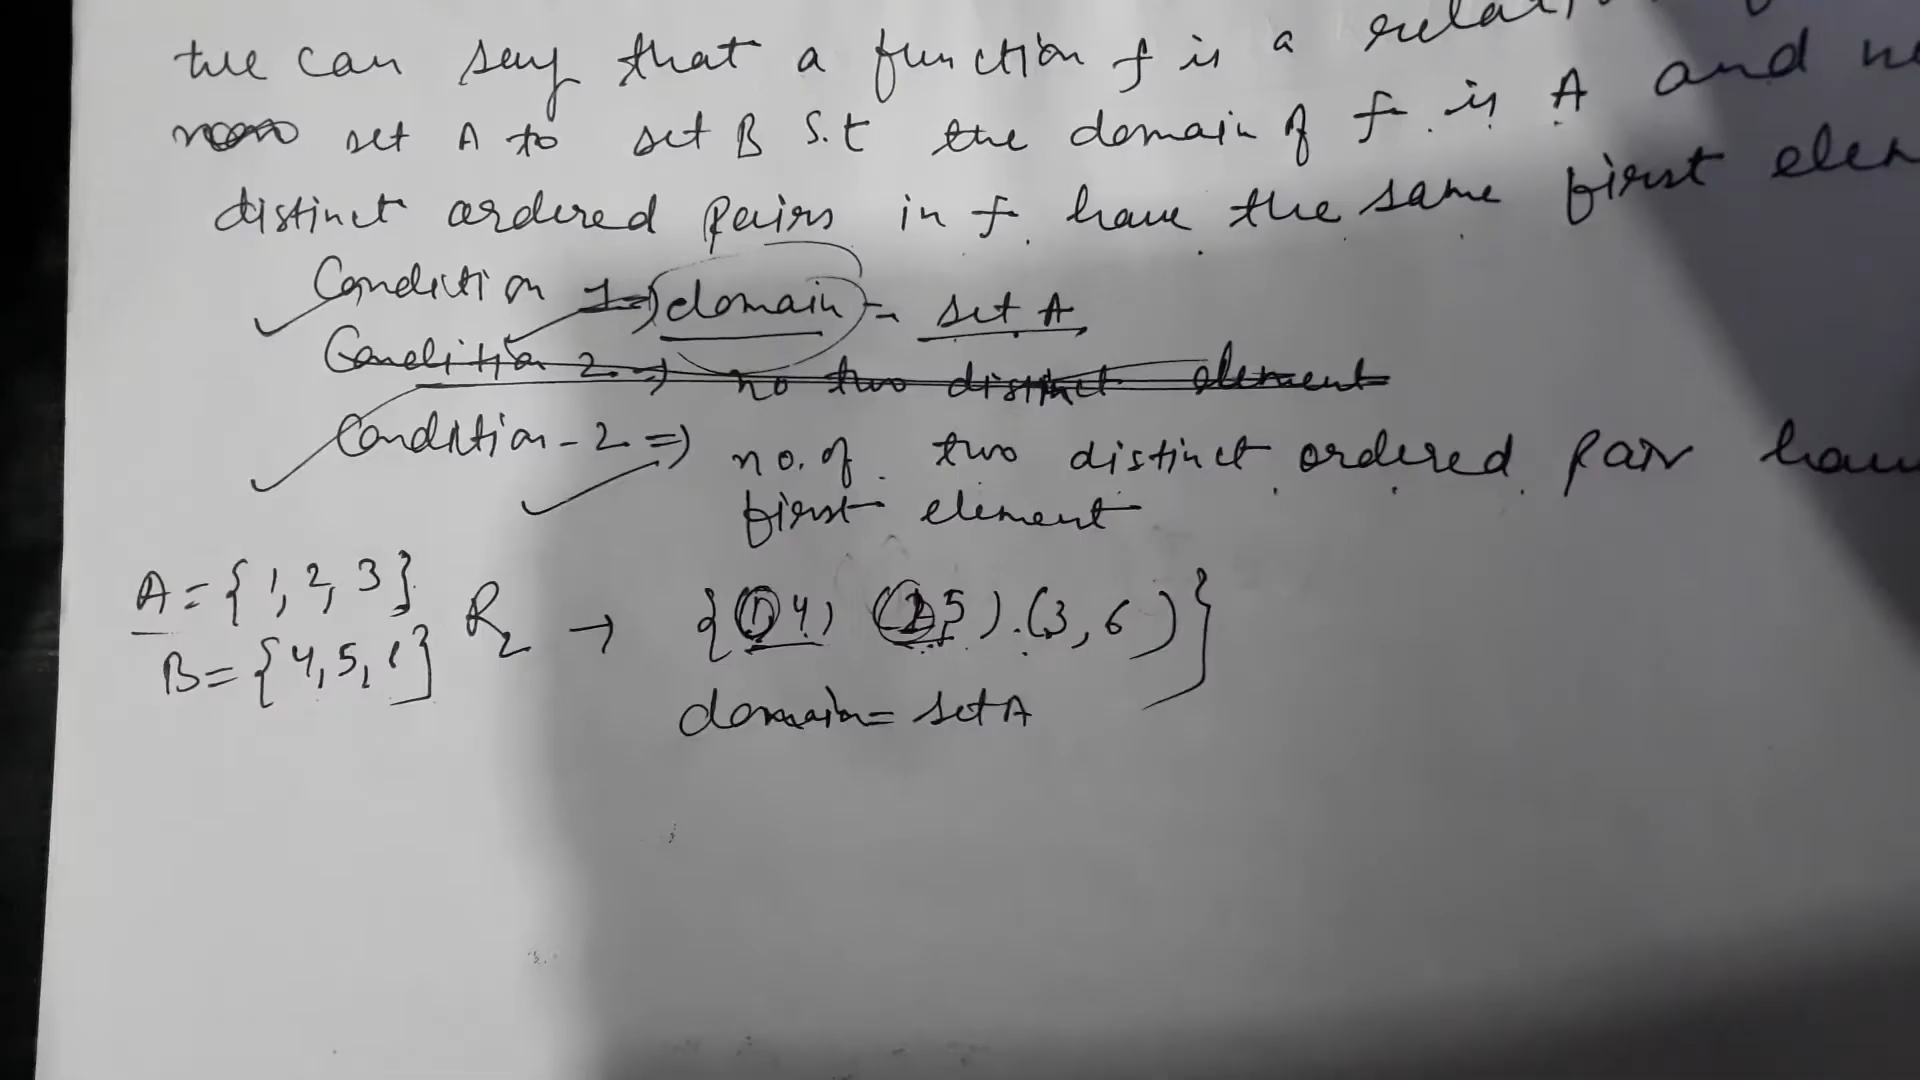 we can say that a function f is a
set A to set B s.t the domain of f is A and
distinct ordered pairs in f have the same first
Condition 1 => domain = set A
Condition 2 => no two distinct element
Condition - 2 => no. of two distinct ordered pair
first element
A = {1, 2, 3}
R2 → {(1, 4) (2, 5) . (3, 6)}
B = {4, 5,
domain = set A